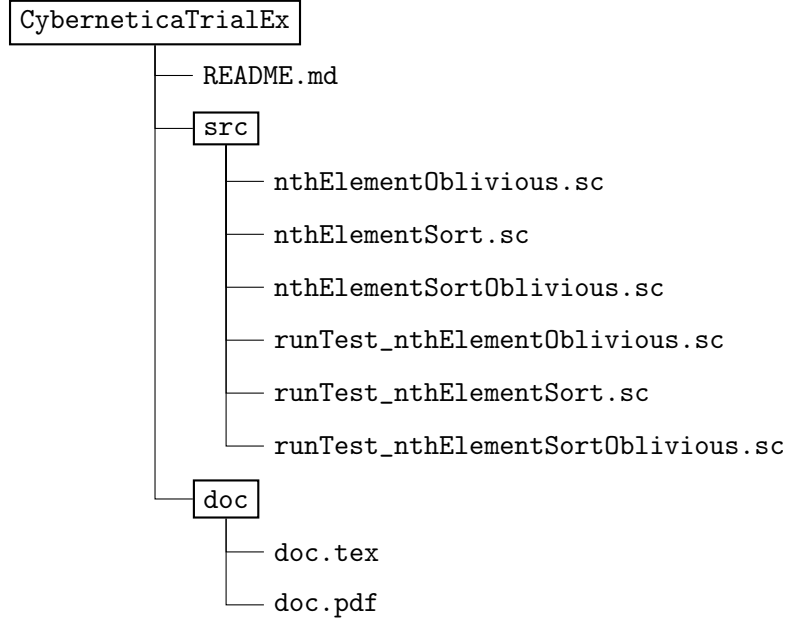 CyberneticaTrialEx
README.md
src
nthElementOblivious.sc
nthElementSort.sc
nthElementSortOblivious.sc
runTest_nthElementOblivious.sc
runTest_nthElementSort.sc
runTest_nthElementSortOblivious.sc
doc
doc.tex
doc.pdf